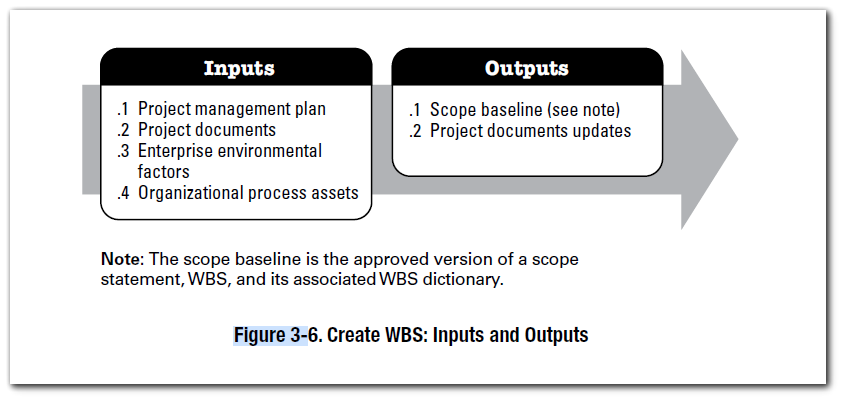 Inputs
.1 Project management plan
.2 Project documents
.3 Enterprise environmental
factors
.4 Organizational process assets
Outputs
.1 Scope baseline (see note)
.2 Project documents updates
Note: The scope baseline is the approved version of a scope
statement, WBS, and its associated WBS dictionary.
Figure 3-6. Create WBS: Inputs and Outputs